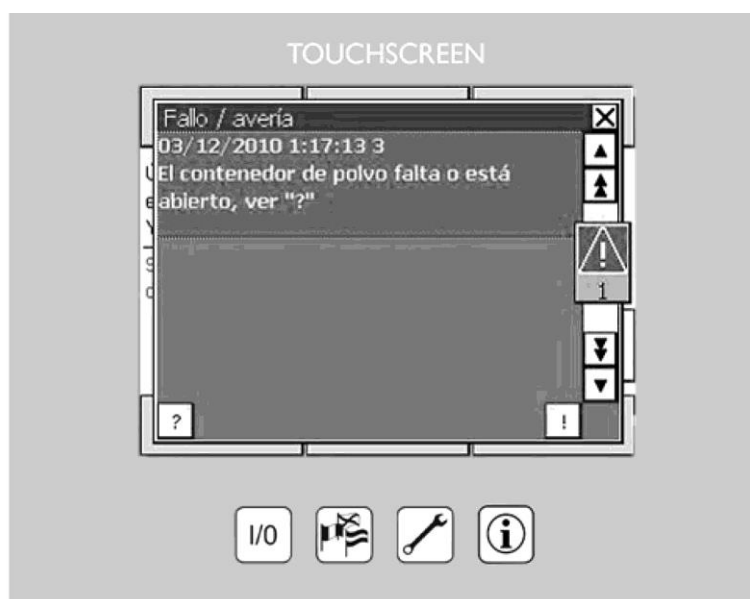 TOUCHSCREEN
Fallo / avería
03/12/2010 1:17:13 3
El contenedor de polvo falta o está
abierto, ver "?"
1
?
!
I/0